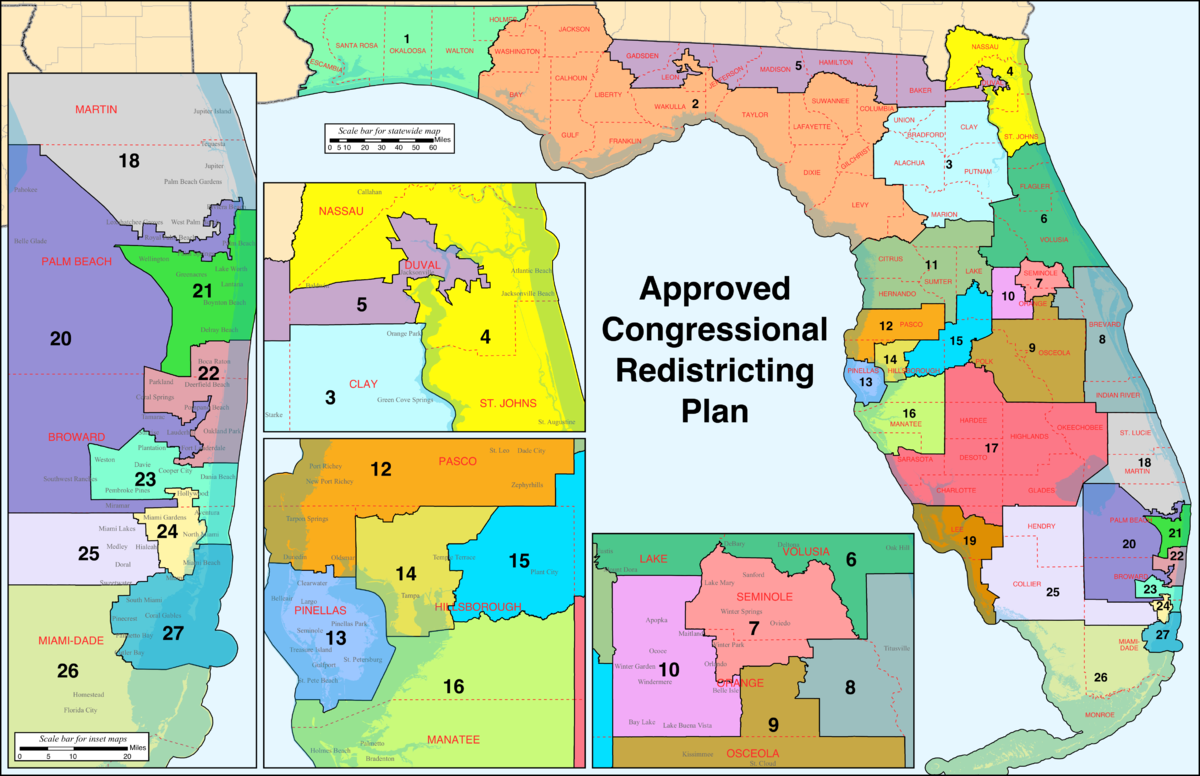 HOLMES
JACKSON
1
SANTA ROSA
OKALOOSA
WALTON
WASHINGTON
ESCAMBIA
GADSDEN
LEON
JEFFERSON
MADISON
5
HAMILTON
BAKER
NASSAU
4
DUVAL
CALHOUN
BAY
LIBERTY
WAKULLA
2
TAYLOR
SUWANNEE
COLUMBIA
LAFAYETTE
UNION
BRADFORD
CLAY
ST. JOHNS
GULF
FRANKLIN
DIXIE
GILCHRIST
ALACHUA
3
PUTNAM
FLAGLER
LEVY
MARION
6
VOLUSIA
Scale bar for statewide map
Miles
0 5 10 20 30 40 50 60
CITRUS
11
SUMTER
LAKE
HERNANDO
SEMINOLE
7
10
ORANGE
12
PASCO
15
9
OSCEOLA
BREVARD
8
14
PINELLAS
HILLSBOROUGH
POLK
13
INDIAN RIVER
16
MANATEE
HARDEE
HIGHLANDS
OKEECHOBEE
ST. LUCIE
17
SARASOTA
DESOTO
18
MARTIN
CHARLOTTE
GLADES
LEE
19
HENDRY
PALM BEACH
21
20
22
COLLIER
25
BROWARD
23
24
27
MIAMI-
DADE
26
MONROE
Approved
Congressional
Redistricting
Plan
MARTIN
Jupiter Island
18
Tequesta
Jupiter
Palm Beach Gardens
Pahokee
Riviera Beach
Loxahatchee Groves
West Palm
Royal Palm Beach
Palm Beach
Belle Glade
PALM BEACH
Wellington
Lake Worth
Greenacres
Lantana
21
Boynton Beach
Delray Beach
20
Boca Raton
22
Parkland
Deerfield Beach
Coral Springs
Pompano Beach
Tamarac
Lauderhill
Oakland Park
BROWARD
Plantation
Fort Lauderdale
Weston
Davie
Cooper City
Dania Beach
Southwest Ranches
23
Pembroke Pines
Hollywood
Miramar
Aventura
Miami Gardens
Miami Lakes
24
North Miami
25
Medley
Hialeah
Doral
Miami Beach
Sweetwater
Miami
South Miami
Coral Gables
Pinecrest
27
Palmetto Bay
Cutler Bay
MIAMI-DADE
26
Homestead
Florida City
Scale bar for inset maps
Miles
0 5 10 20
Callahan
NASSAU
DUVAL
Jacksonville
Atlantic Beach
Baldwin
Jacksonville Beach
5
Orange Park
4
CLAY
3
Green Cove Springs
ST. JOHNS
Starke
St. Augustine
St. Leo
Dade City
12
PASCO
Port Richey
New Port Richey
Zephyrhills
Tarpon Springs
Dunedin
Oldsmar
Temple Terrace
15
14
Plant City
Clearwater
Belleair
Largo
Tampa
PINELLAS
HILLSBOROUGH
Pinellas Park
Seminole
13
Treasure Island
St. Petersburg
Gulfport
St. Pete Beach
16
Holmes Beach
Palmetto
MANATEE
Bradenton
DeBary
Deltona
Oak Hill
LAKE
VOLUSIA
6
Mount Dora
Sanford
Lake Mary
SEMINOLE
Winter Springs
Apopka
7
Oviedo
Maitland
Titusville
Winter Park
Ocoee
Winter Garden
10
Orlando
Windermere
ORANGE
Belle Isle
8
Bay Lake
Lake Buena Vista
9
Kissimmee
OSCEOLA
St. Cloud